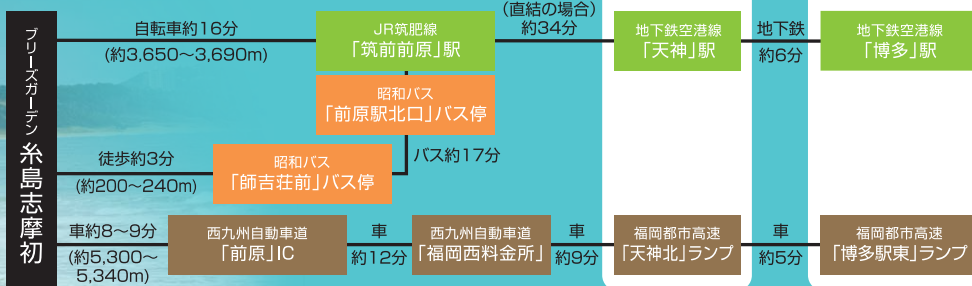 ブリーズガーデン
糸島志摩初
自転車約16分
(約3,650～3,690m)
JR筑肥線
「筑前前原」駅
(直結の場合)
約34分
地下鉄空港線
「天神」駅
地下鉄
約6分
地下鉄空港線
「博多」駅
昭和バス
「前原駅北口」バス停
バス約17分
徒歩約3分
(約200～240m)
昭和バス
「師吉荘前」バス停
車約8～9分
(約5,300～
5,340m)
西九州自動車道
「前原」IC
車
約12分
西九州自動車道
「福岡西料金所」
車
約9分
福岡都市高速
「天神北」ランプ
車
約5分
福岡都市高速
「博多駅東」ランプ